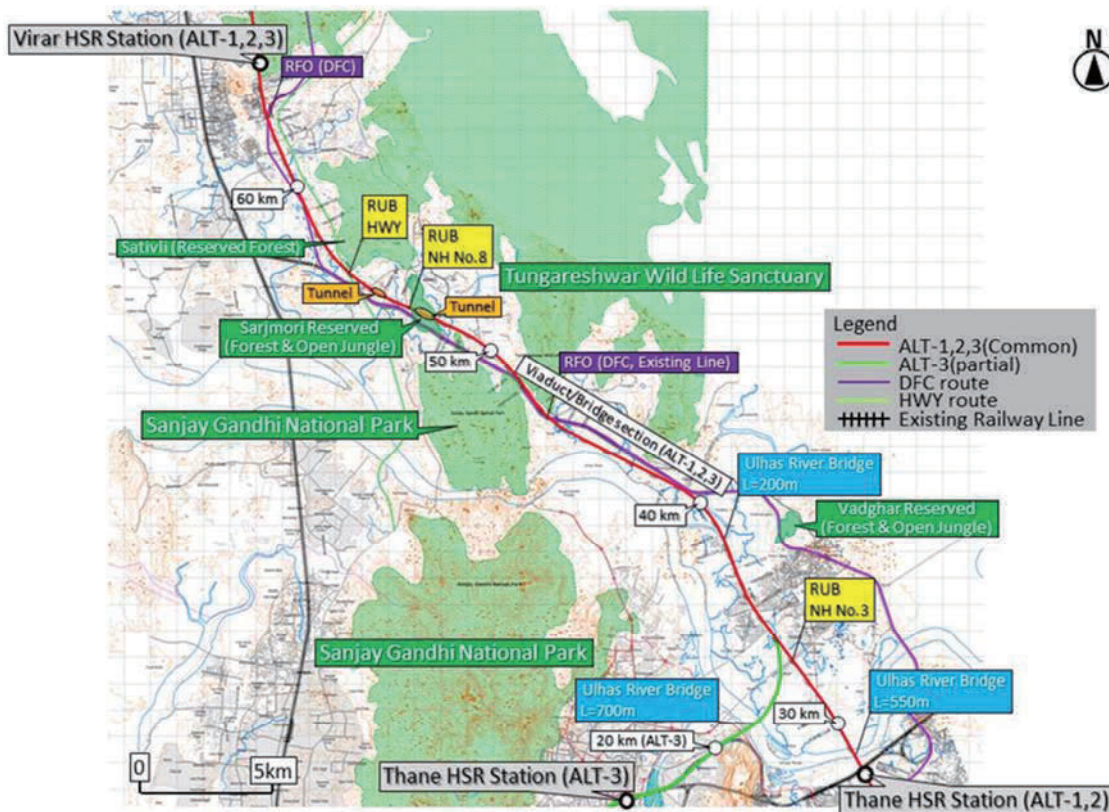 Virar HSR Station (ALT-1,2,3)
N
RFO (DFC)
60 km
RUB
HWY
Sativli (Reserved Forest)
RUB
NH No.8
Tungareshwar Wild Life Sanctuary
Tunnel
Tunnel
Sarjmori Reserved
(Forest & Open Jungle)
50 km
RFO (DFC, Existing Line)
Legend
ALT-1,2,3(Common)
ALT-3(partial)
DFC route
HWY route
Existing Railway Line
Viaduct/Bridge section (ALT-1,2,3)
Sanjay Gandhi National Park
Ulhas River Bridge
L=200m
40 km
Vadghar Reserved
(Forest & Open Jungle)
RUB
NH No.3
Sanjay Gandhi National Park
Ulhas River Bridge
L=700m
Ulhas River Bridge
L=550m
30 km
20 km (ALT-3)
0
5km
Thane HSR Station (ALT-3)
Thane HSR Station (ALT-1,2)